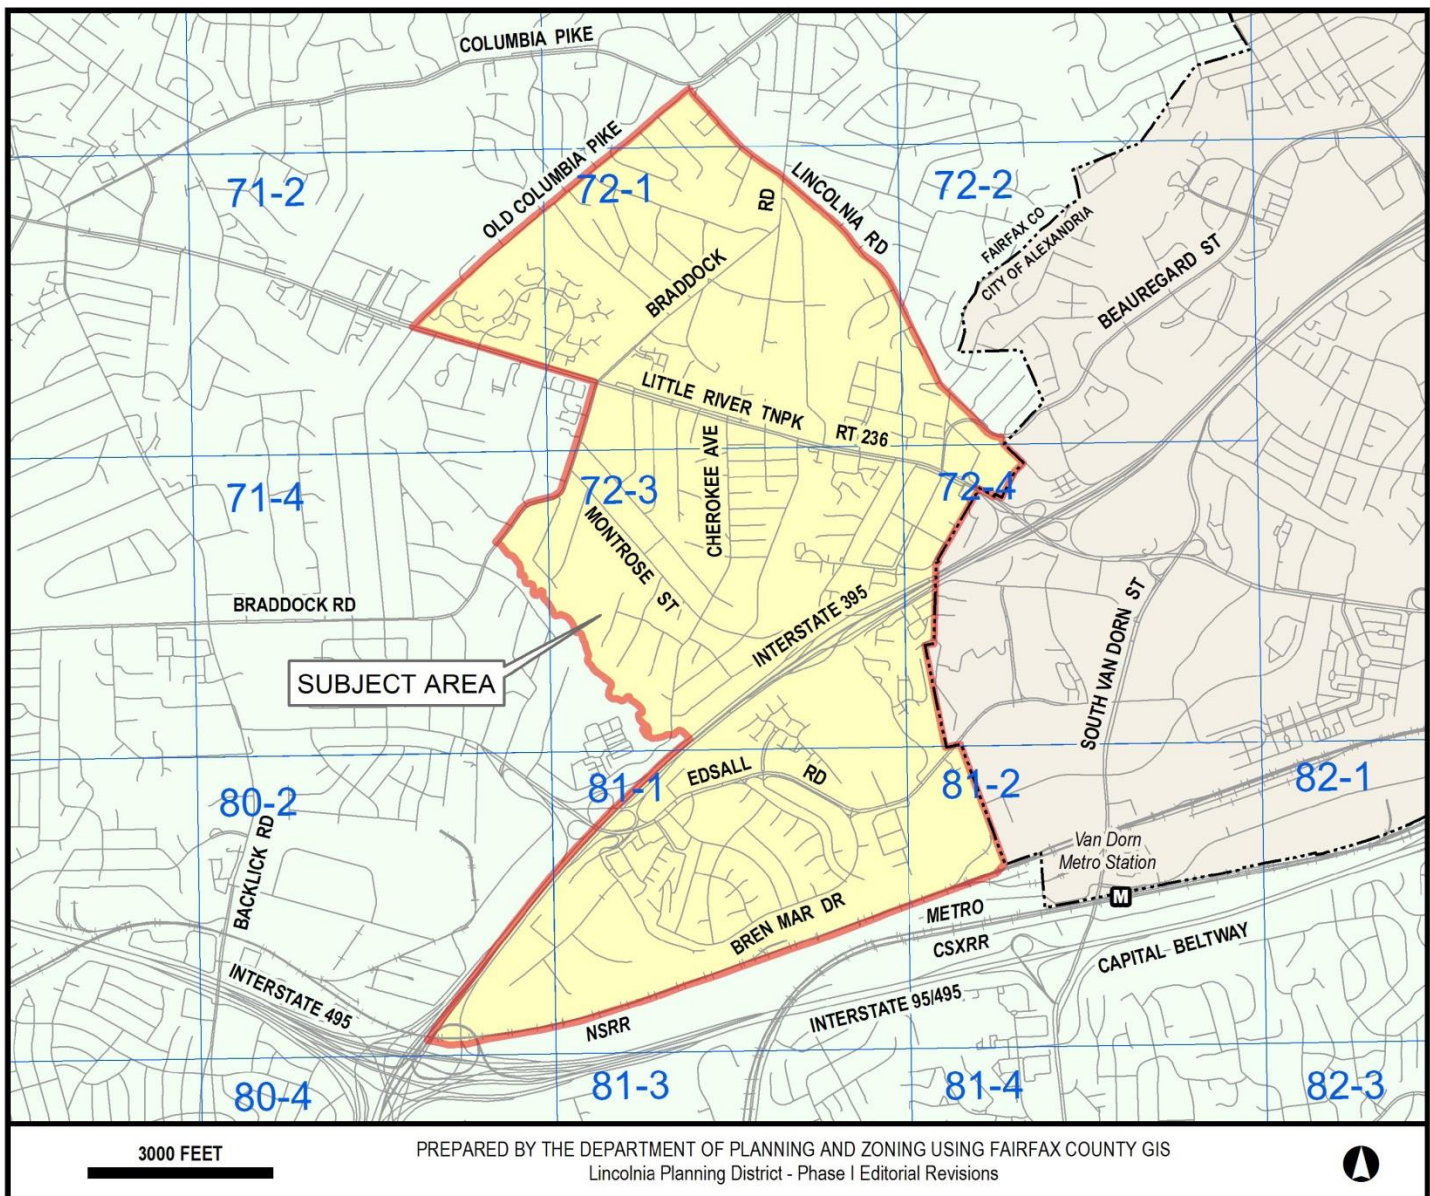 COLUMBIA PIKE
OLD COLUMBIA PIKE
71-2
72-1
RD
LINCOLNIA RD
72-2
FAIRFAX CO
CITY OF ALEXANDRIA
BEAUREGARD ST
BRADDOCK
LITTLE RIVER TNPK
RT 236
71-4
72-3
CHEROKEE AVE
72-4
MONTROSE ST
BRADDOCK RD
INTERSTATE 395
SOUTH VAN DORN ST
SUBJECT AREA
80-2
81-1
EDSALL
RD
81-2
82-1
BACKLICK RD
Van Dorn
Metro Station
M
BREN MAR DR
METRO
CSXRR
CAPITAL BELTWAY
INTERSTATE 495
INTERSTATE 95/495
NSRR
80-4
81-3
81-4
82-3
3000 FEET
PREPARED BY THE DEPARTMENT OF PLANNING AND ZONING USING FAIRFAX COUNTY GIS
Lincolnia Planning District - Phase I Editorial Revisions